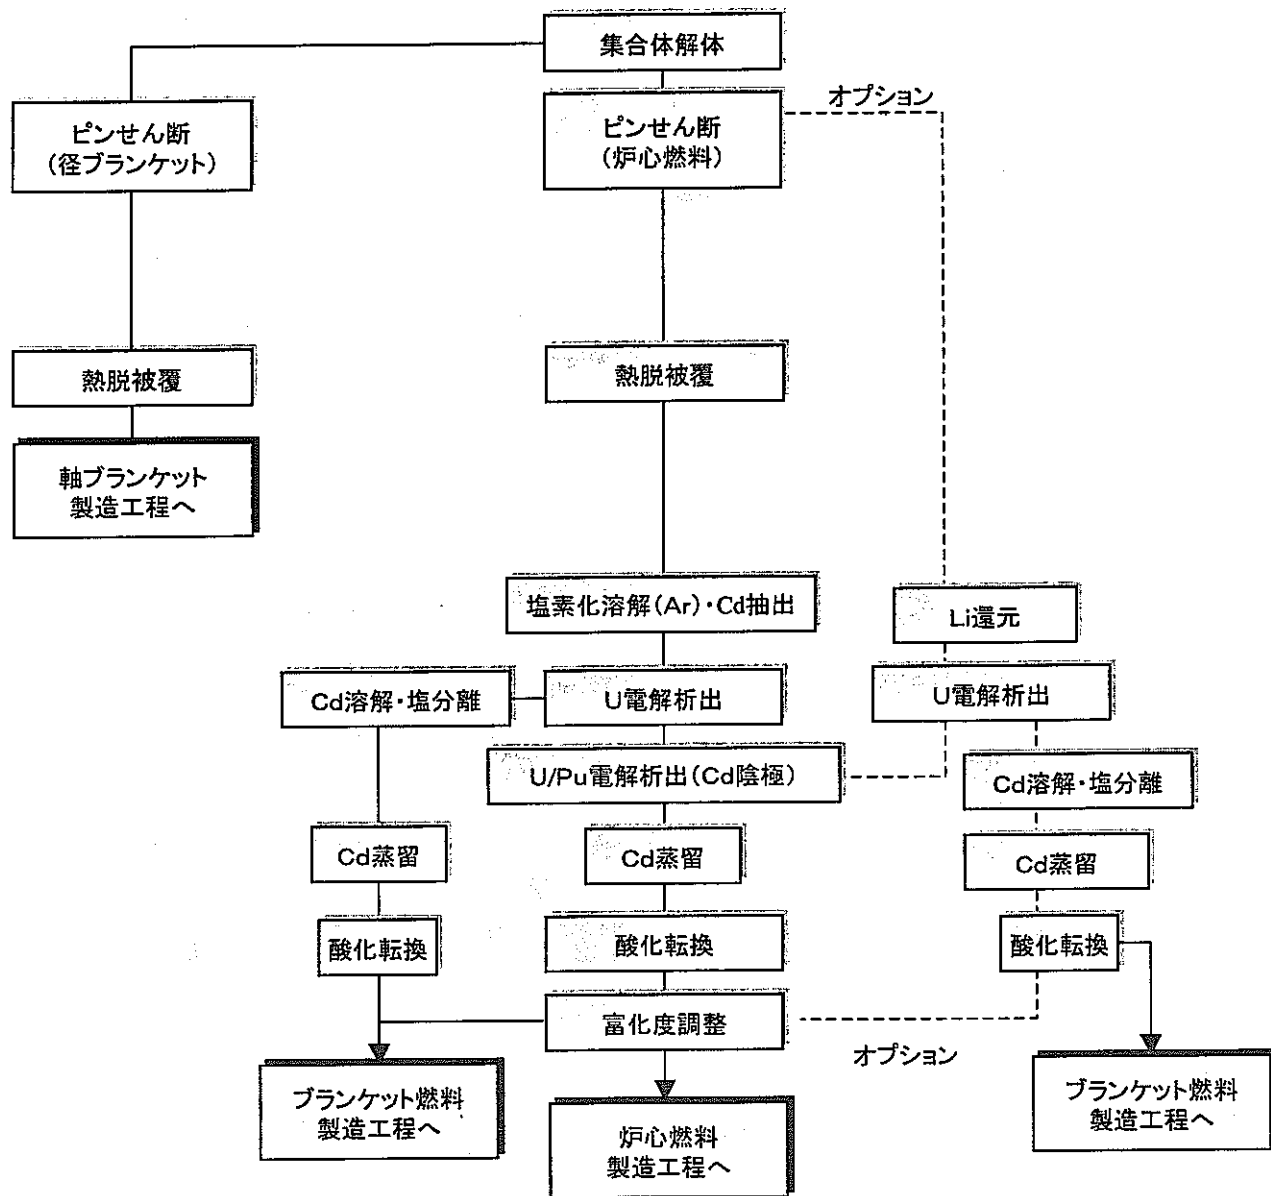 集合体解体
オプション
ピンせん断
(径ブランケット)
ピンせん断
(炉心燃料)
熱脱被覆
熱脱被覆
軸ブランケット
製造工程へ
塩素化溶解(Ar)・Cd抽出
Li還元
Cd溶解・塩分離
U電解析出
U電解析出
U/Pu電解析出(Cd陰極)
Cd溶解・塩分離
Cd蒸留
Cd蒸留
Cd蒸留
酸化転換
酸化転換
酸化転換
富化度調整
オプション
ブランケット燃料
製造工程へ
炉心燃料
製造工程へ
ブランケット燃料
製造工程へ